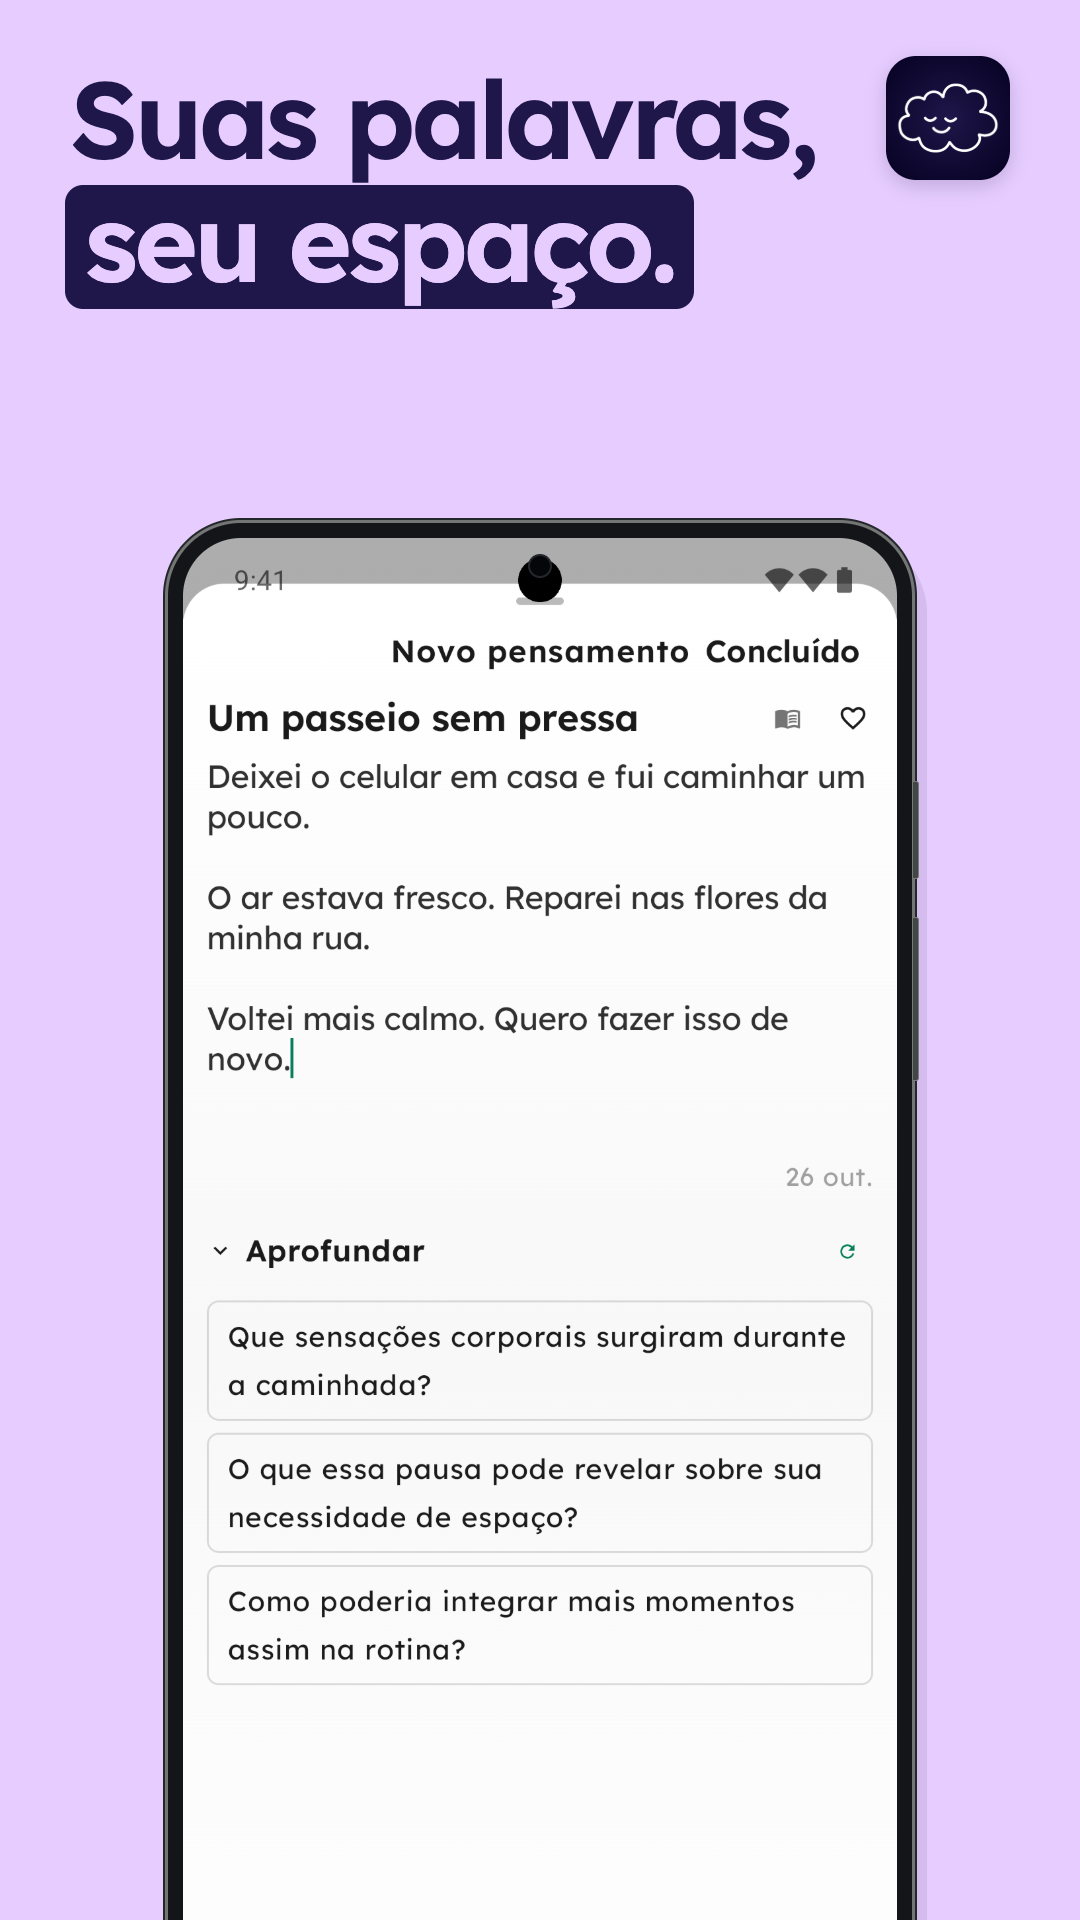 Suas palavras,
seu espaço.
9:41
Novo pensamento Concluído
Um passeio sem pressa
Deixei o celular em casa e fui caminhar um
pouco.
O ar estava fresco. Reparei nas flores da
minha rua.
Voltei mais calmo. Quero fazer isso de
novo.
26 out.
Aprofundar
Que sensações corporais surgiram durante
a caminhada?
O que essa pausa pode revelar sobre sua
necessidade de espaço?
Como poderia integrar mais momentos
assim na rotina?